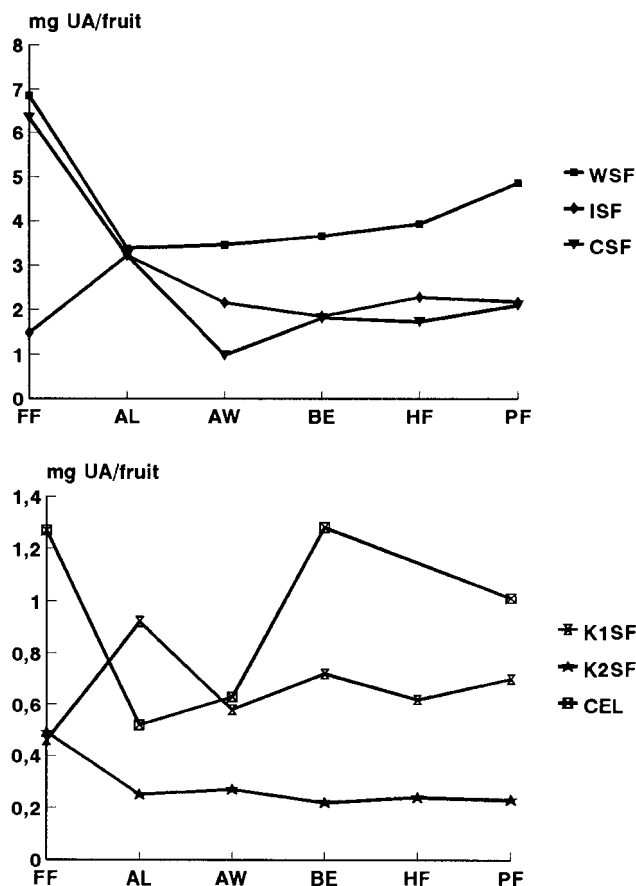 mg UA/fruit
8
7
6
5
4
3
2
1
0
FF AL AW BE HF PF
WSF
ISF
CSF
mg UA/fruit
1,4
1,2
1
0,8
0,6
0,4
0,2
0
FF AL AW BE HF PF
K1SF
K2SF
CEL